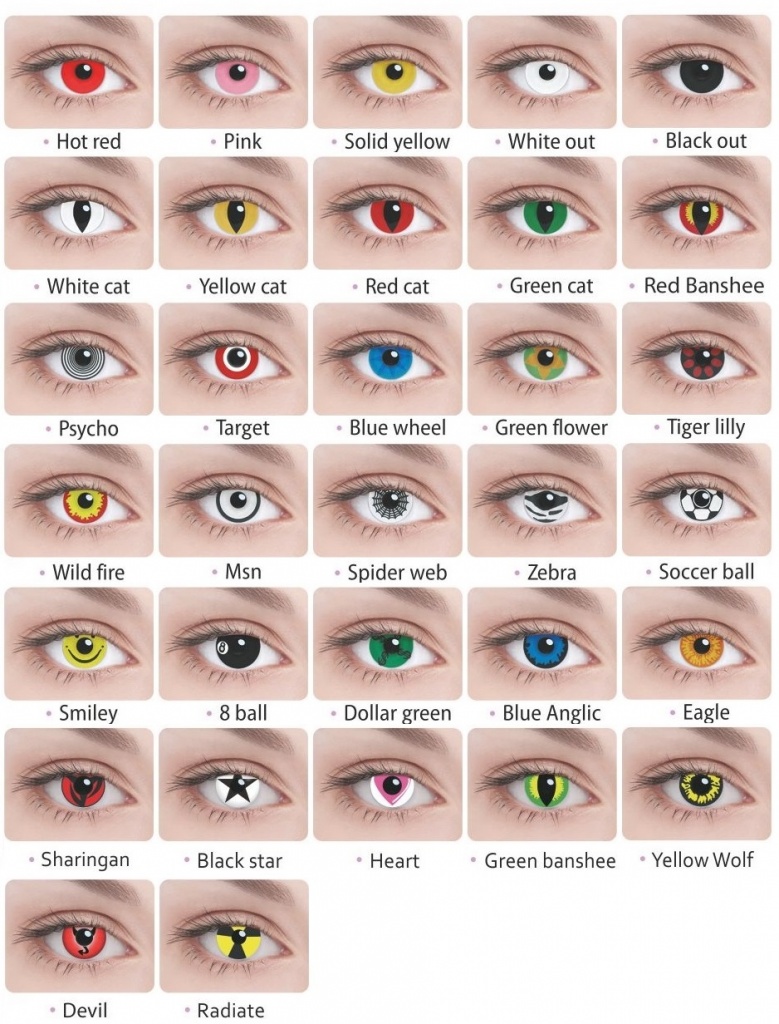 • Hot red • Pink • Solid yellow • White out • Black out
• White cat • Yellow cat • Red cat • Green cat • Red Banshee
• Psycho • Target • Blue wheel • Green flower • Tiger lilly
• Wild fire • Msn • Spider web • Zebra • Soccer ball
8
• Smiley • 8 ball • Dollar green • Blue Anglic • Eagle
• Sharingan • Black star • Heart • Green banshee • Yellow Wolf
• Devil • Radiate